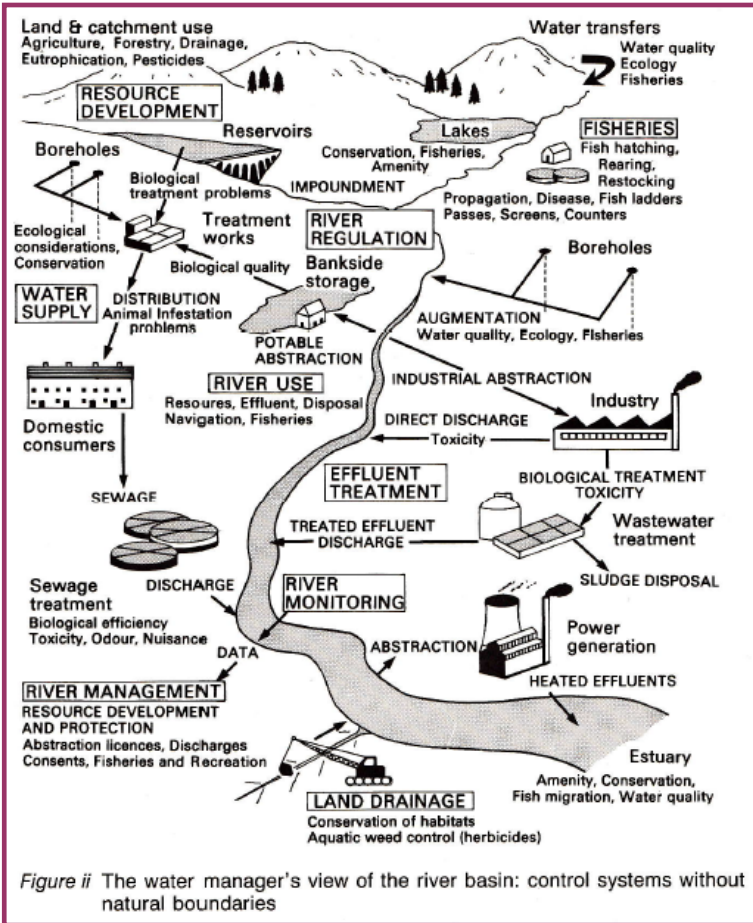 Land & catchment use
Agriculture, Forestry, Drainage,
Eutrophication, Pesticides
Water transfers
Water quality
Ecology
Fisheries
RESOURCE
DEVELOPMENT
Reservoirs
Lakes
Conservation, Fisheries,
Amenity
FISHERIES
Fish hatching,
Rearing,
Restocking
Propagation, Disease, Fish ladders
Passes, Screens, Counters
Boreholes
Biological
treatment problems
IMPOUNDMENT
Ecological
considerations,
Conservation
Treatment
works
RIVER
REGULATION
Biological quality
Bankside
storage
Boreholes
WATER
SUPPLY
DISTRIBUTION
Animal Infestation
problems
AUGMENTATION
Water quality, Ecology, Fisheries
POTABLE
ABSTRACTION
RIVER USE
Resoures, Effluent, Disposal
Navigation, Fisheries
INDUSTRIAL ABSTRACTION
Industry
Domestic
consumers
DIRECT DISCHARGE
Toxicity
EFFLUENT
TREATMENT
BIOLOGICAL TREATMENT
TOXICITY
SEWAGE
TREATED EFFLUENT
DISCHARGE
Wastewater
treatment
SLUDGE DISPOSAL
Sewage
treatment
Biological efficiency
Toxicity, Odour, Nuisance
DISCHARGE
RIVER
MONITORING
DATA
ABSTRACTION
Power
generation
HEATED EFFLUENTS
RIVER MANAGEMENT
RESOURCE DEVELOPMENT
AND PROTECTION
Abstraction licences, Discharges
Consents, Fisheries and Recreation
Estuary
Amenity, Conservation,
Fish migration, Water quality
LAND DRAINAGE
Conservation of habitats
Aquatic weed control (herbicides)
Figure ii The water manager's view of the river basin: control systems without
natural boundaries